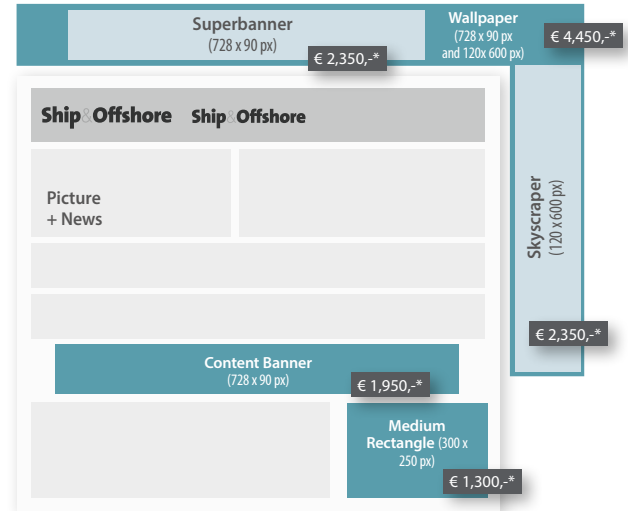 Superbanner
(728 x 90 px)
€ 2,350,-*
Wallpaper
(728 x 90 px
and 120x 600 px)
€ 4,450,-*
Ship&Offshore Ship&Offshore
Picture
+ News
Skyscraper
(120 x 600 px)
€ 2,350,-*
Content Banner
(728 x 90 px)
€ 1,950,-*
Medium
Rectangle (300 x
250 px)
€ 1,300,-*